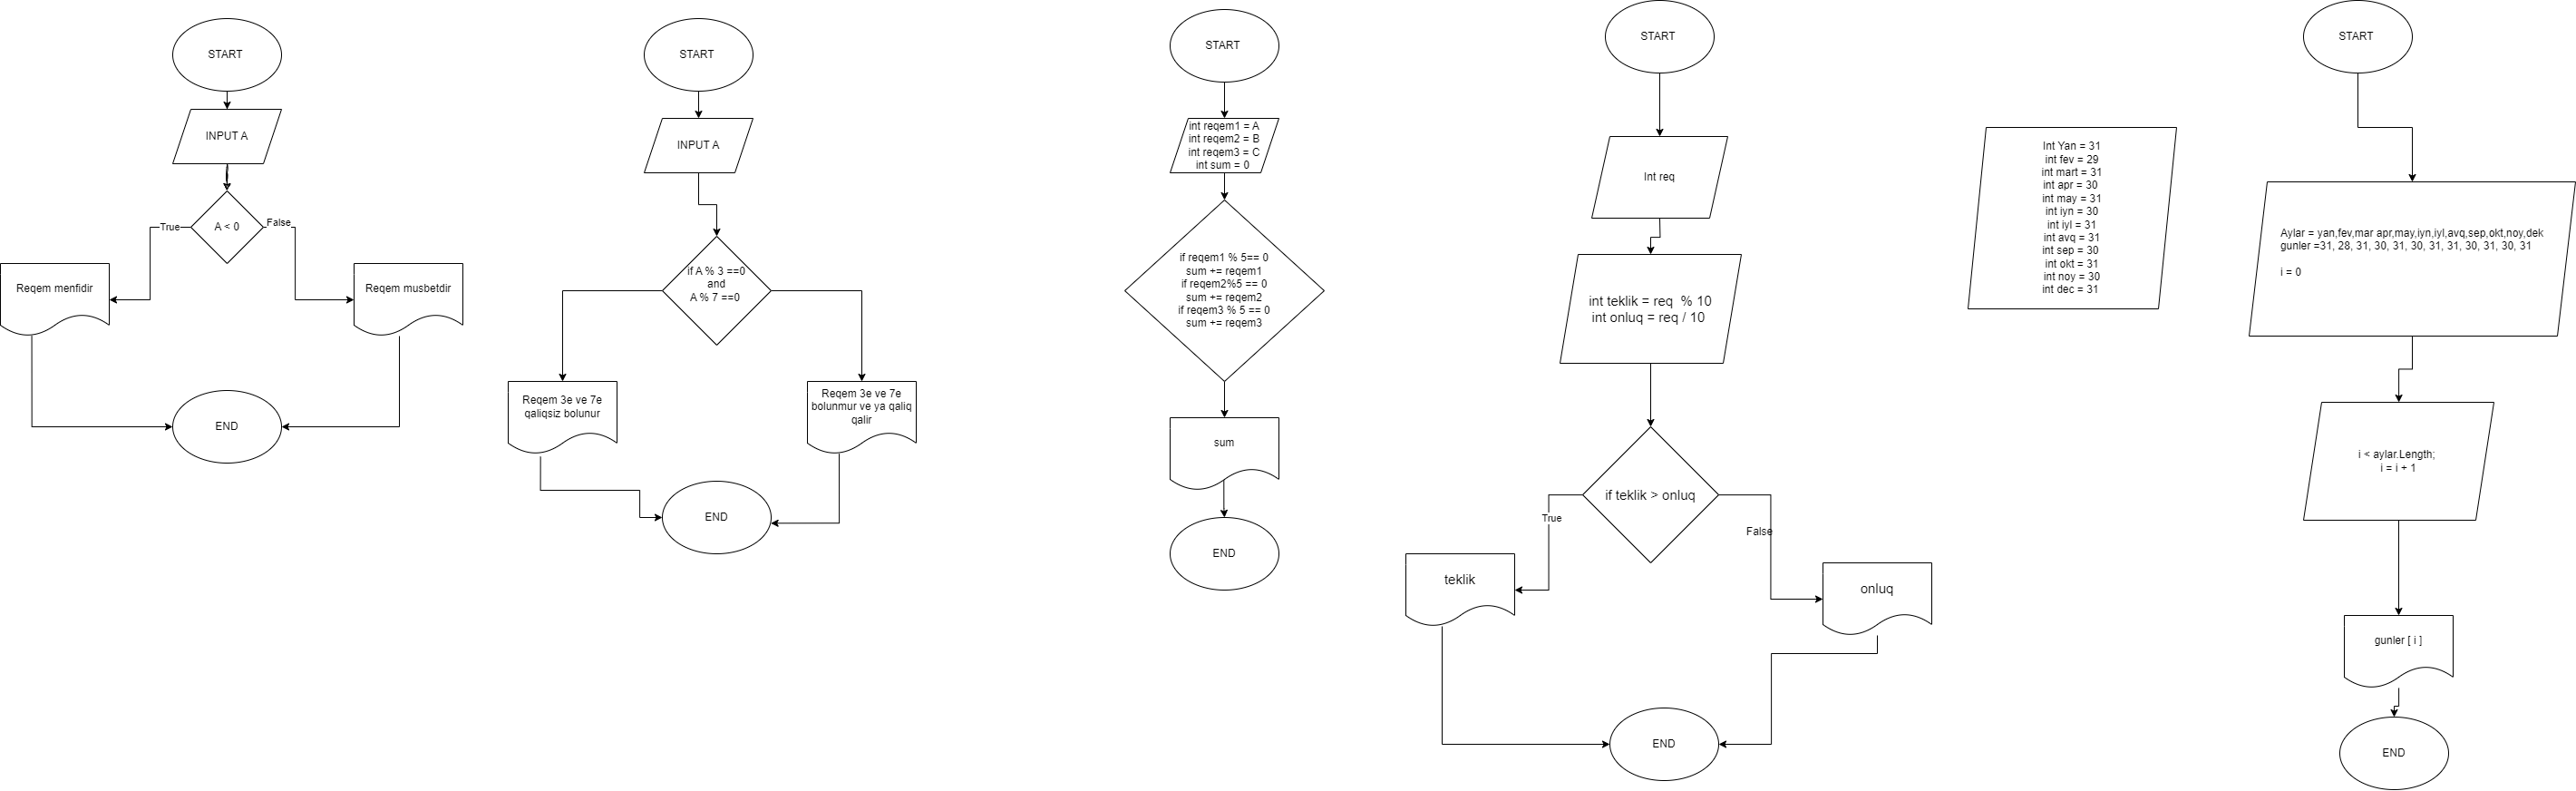 START
INPUT A
A < 0
True
False
Reqem menfidir
Reqem musbetdir
END
START
INPUT A
if A % 3 ==0
and
A % 7 ==0
Reqem 3e ve 7e
qaliqsiz bolunur
Reqem 3e ve 7e
bolunmur ve ya qaliq
qalir
END
START
int reqem1 = A
int reqem2 = B
int reqem3 = C
int sum = 0
if reqem1 % 5== 0
sum += reqem1
if reqem2%5 == 0
sum += reqem2
if reqem3 % 5 == 0
sum += reqem3
sum
END
START
Int req
int teklik = req % 10
int onluq = req / 10
if teklik > onluq
True
False
teklik
onluq
END
Int Yan = 31
int fev = 29
int mart = 31
int apr = 30
int may = 31
int iyn = 30
int iyl = 31
int avq = 31
int sep = 30
int okt = 31
int noy = 30
int dec = 31
START
Aylar = yan,fev,mar apr,may,iyn,iyl,avq,sep,okt,noy,dek
gunler =31, 28, 31, 30, 31, 30, 31, 31, 30, 31, 30, 31
i = 0
i < aylar.Length;
i = i + 1
gunler [ i ]
END